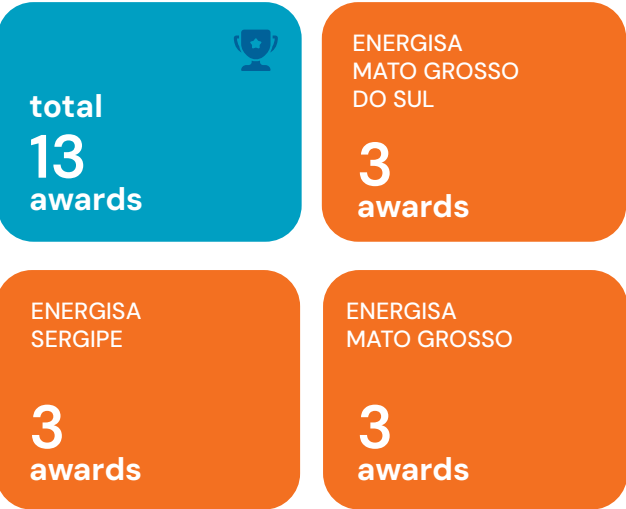 total
13
awards
ENERGISA
MATO GROSSO
DO SUL
3
awards
ENERGISA
SERGIPE
3
awards
ENERGISA
MATO GROSSO
3
awards